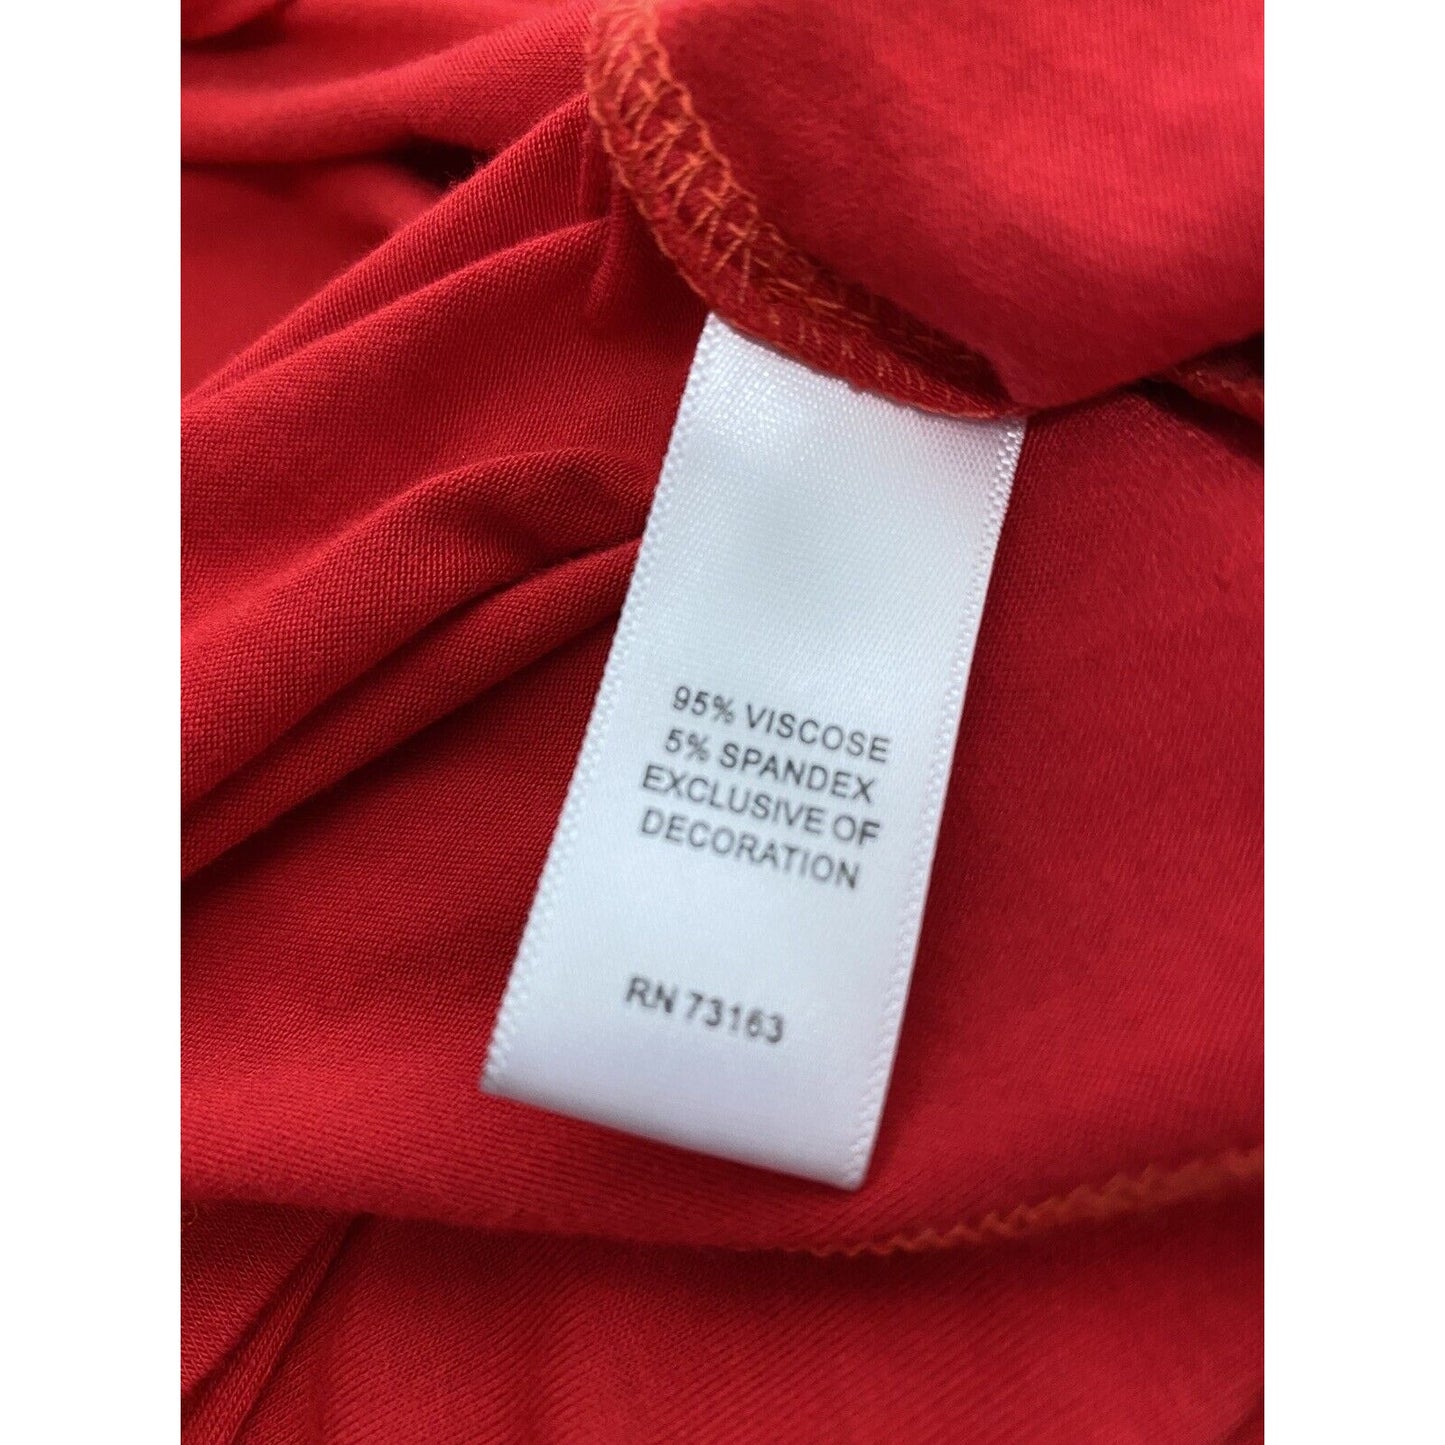 95% VISCOSE
5% SPANDEX
EXCLUSIVE OF
DECORATION
RN 73163